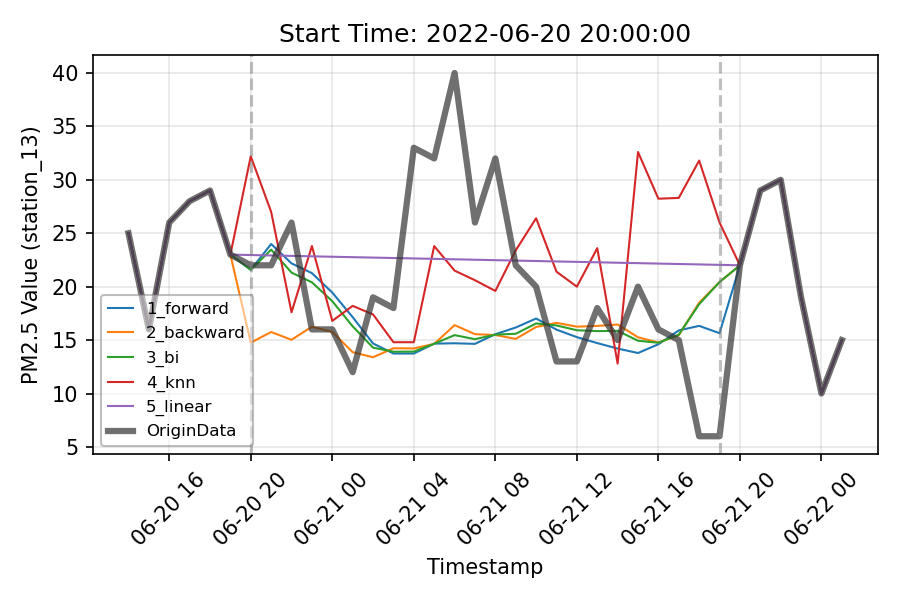 Start Time: 2022-06-20 20:00:00
PM2.5 Value (station_13)
40
35
30
25
20
15
10
5
1_forward
2_backward
3_bi
4_knn
5_linear
OriginData
06-20 16
06-20 20
06-21 00
06-21 04
06-21 08
06-21 12
06-21 16
06-21 20
06-22 00
Timestamp